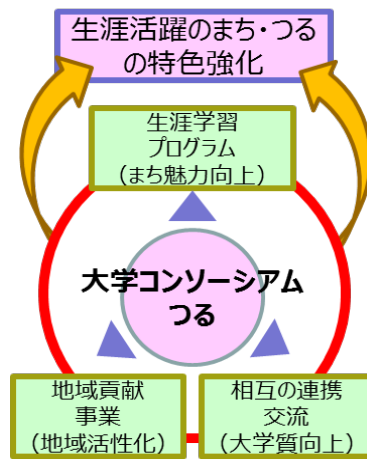 生涯活躍のまち・つる
の特色強化
生涯学習
プログラム
(まち魅力向上)
大学コンソーシアム
つる
地域貢献
事業
(地域活性化)
相互の連携
交流
(大学質向上)